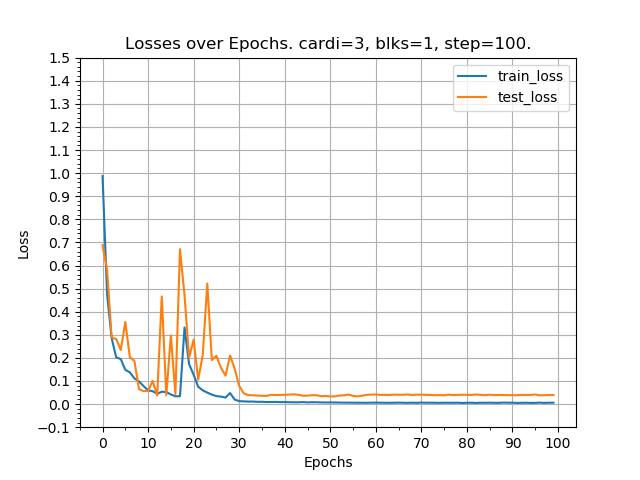 Losses over Epochs. cardi=3, blks=1, step=100.
train_loss
test_loss
1.5
1.4
1.3
1.2
1.1
1.0
0.9
0.8
0.7
0.6
0.5
0.4
0.3
0.2
0.1
0.0
−0.1
Loss
0 10 20 30 40 50 60 70 80 90 100
Epochs